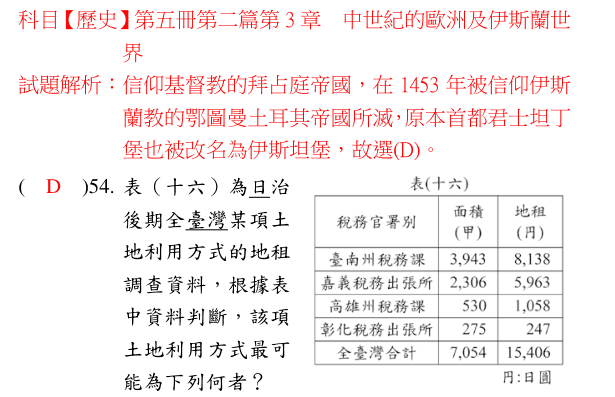 科目【歷史】第五冊第二篇第 3 章　中世紀的歐洲及伊斯蘭世
界
試題解析：信仰基督教的拜占庭帝國，在 1453 年被信仰伊斯
蘭教的鄂圖曼土耳其帝國所滅，原本首都君士坦丁
堡也被改名為伊斯坦堡，故選(D)。
(　D　)54. 表（十六）為日治
後期全臺灣某項土
地利用方式的地租
調查資料，根據表
中資料判斷，該項
土地利用方式最可
能為下列何者？
表(十六)
稅務官署別 面積(甲) 地租(円)
臺南州稅務課 3,943 8,138
嘉義稅務出張所 2,306 5,963
高雄州稅務課 530 1,058
彰化稅務出張所 275 247
全臺灣合計 7,054 15,406
円:日圓